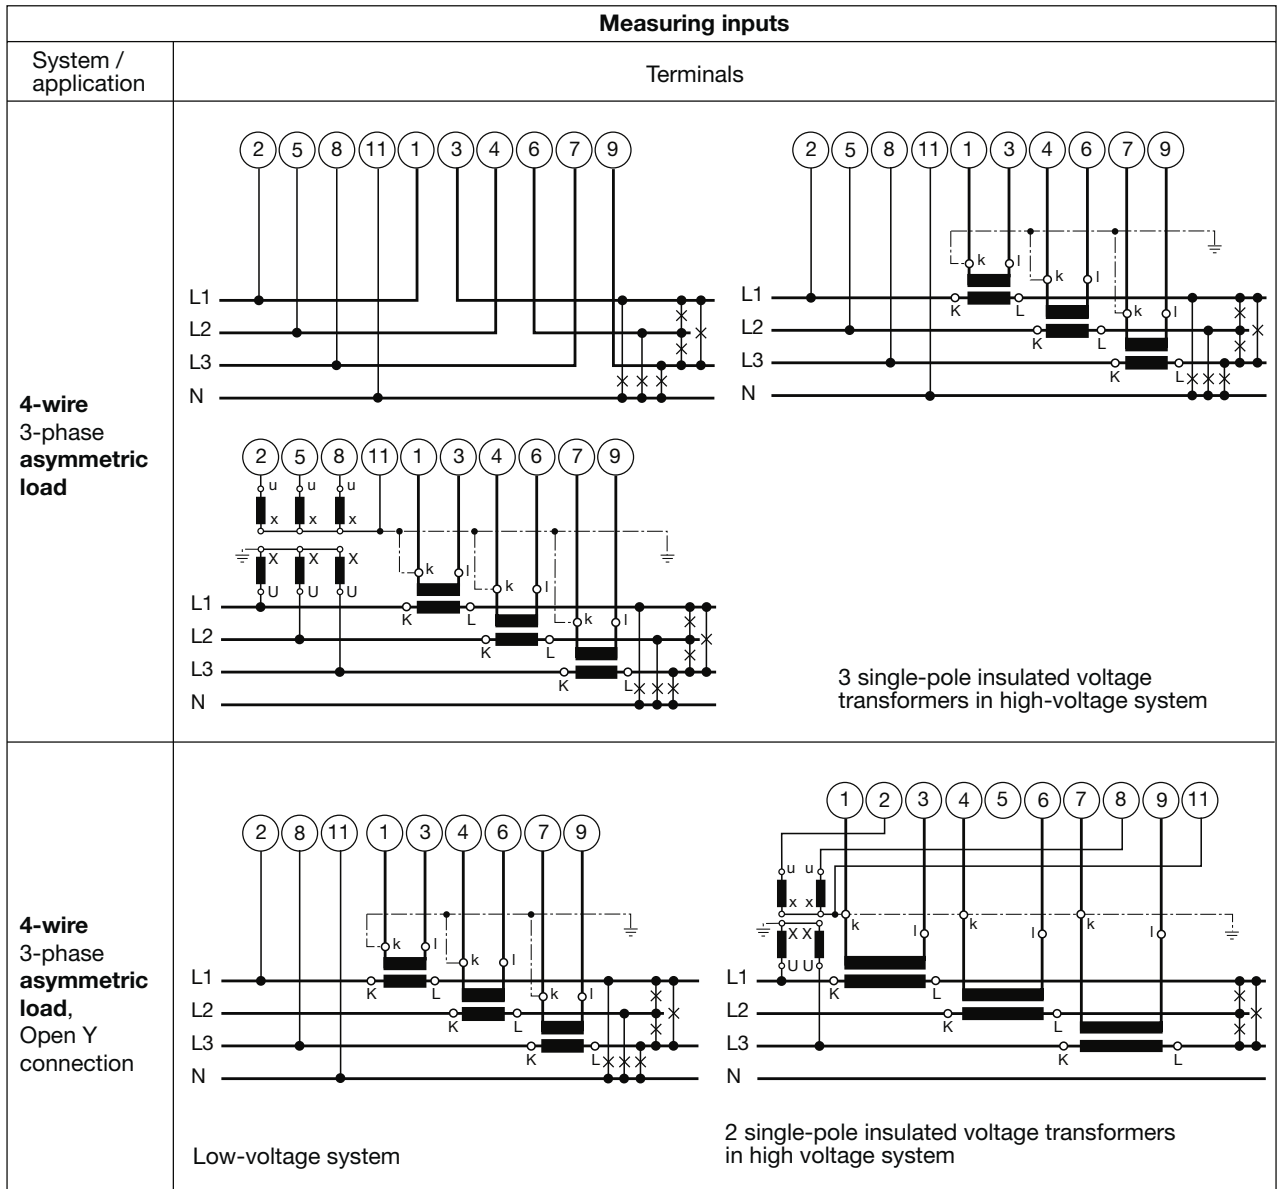 Measuring inputs
System /
application
Terminals
4-wire
3-phase
asymmetric
load
2 5 8 11 1 3 4 6 7 9
L1
L2
L3
N
2 5 8 11 1 3 4 6 7 9
k l
k l
k l
L1
K L
L2
K L
L3
K L
N
2 5 8 11 1 3 4 6 7 9
u u u
x x x
X X X
U U U
k l
k l
k l
L1
K L
L2
K L
L3
K L
N
3 single-pole insulated voltage
transformers in high-voltage system
4-wire
3-phase
asymmetric
load,
Open Y
connection
2 8 11 1 3 4 6 7 9
k l
k l
k l
L1
K L
L2
K L
L3
K L
N
Low-voltage system
1 2 3 4 5 6 7 8 9 11
u u
x x
X X
U U
k l
k l
k l
L1
K L
L2
K L
L3
K L
N
2 single-pole insulated voltage transformers
in high voltage system